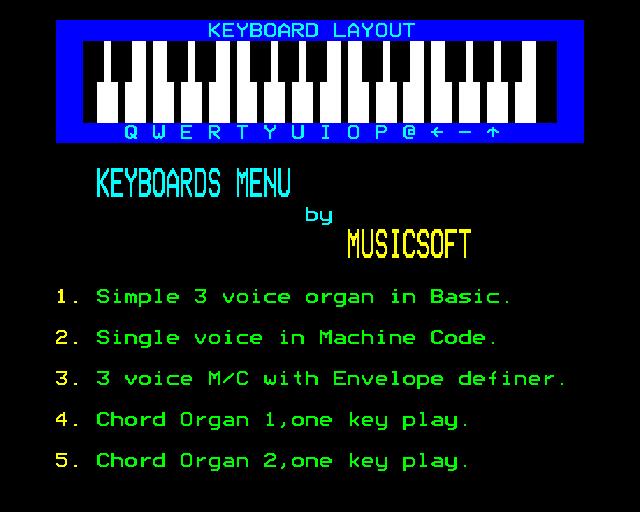 KEYBOARD LAYOUT
Q W E R T Y U I O P @ ← — ↑
KEYBOARDS MENU
by
MUSICSOFT
1. Simple 3 voice organ in Basic.
2. Single voice in Machine Code.
3. 3 voice M/C with Envelope definer.
4. Chord Organ 1,one key play.
5. Chord Organ 2,one key play.